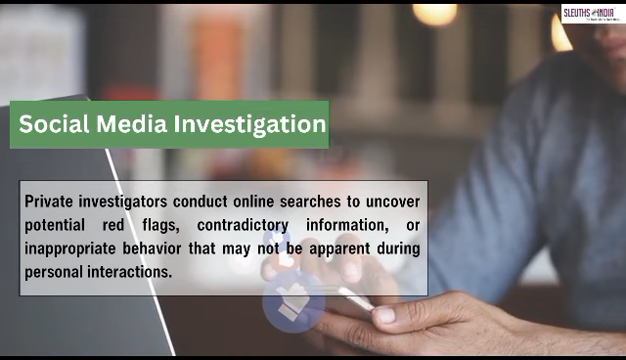 SLEUTHS INDIA
Social Media Investigation
Private investigators conduct online searches to uncover
potential red flags, contradictory information, or
inappropriate behavior that may not be apparent during
personal interactions.